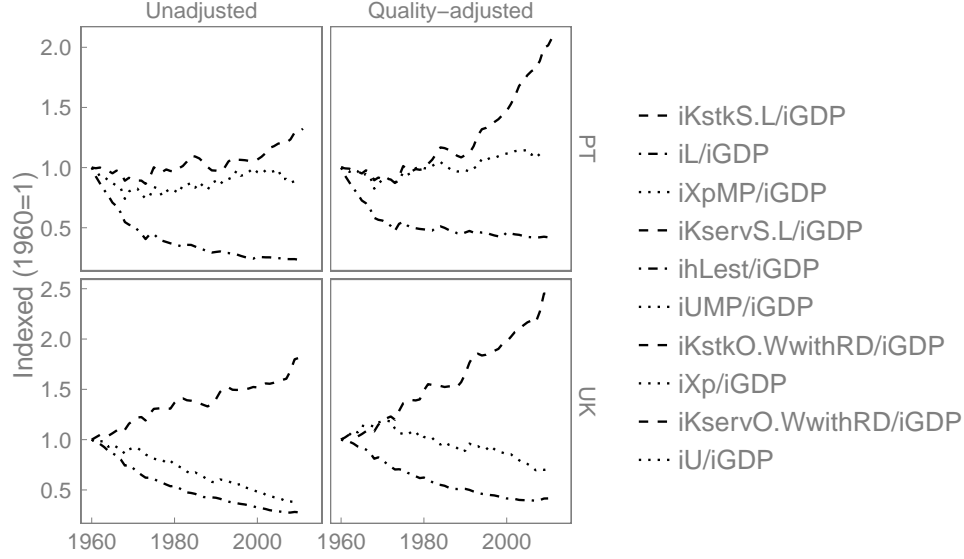 Unadjusted
Quality−adjusted
2.0
1.5
1.0
0.5
PT
2.5
2.0
1.5
1.0
0.5
UK
Indexed (1960=1)
1960
1980
2000
1960
1980
2000
iKstkS.L/iGDP
iL/iGDP
iXpMP/iGDP
iKservS.L/iGDP
ihLest/iGDP
iUMP/iGDP
iKstkO.WwithRD/iGDP
iXp/iGDP
iKservO.WwithRD/iGDP
iU/iGDP